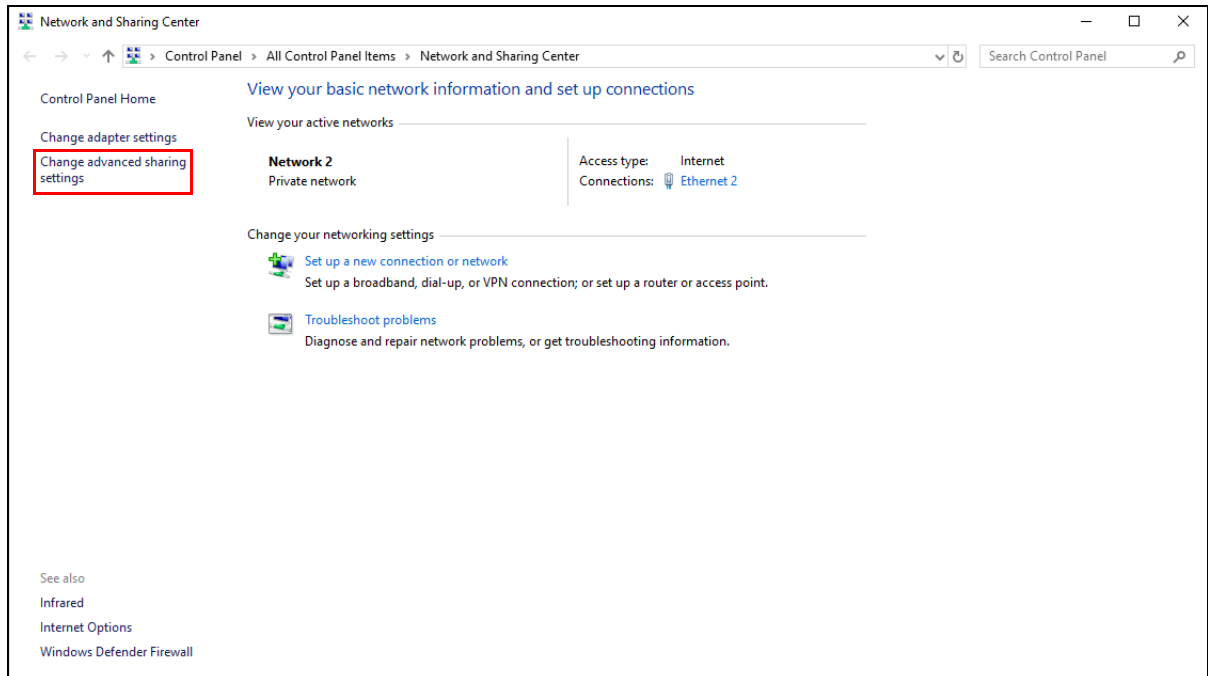 Network and Sharing Center
Control Panel > All Control Panel Items > Network and Sharing Center
Search Control Panel
Control Panel Home
Change adapter settings
Change advanced sharing
settings
View your basic network information and set up connections
View your active networks
Network 2
Private network
Access type: Internet
Connections: Ethernet 2
Change your networking settings
Set up a new connection or network
Set up a broadband, dial-up, or VPN connection; or set up a router or access point.
Troubleshoot problems
Diagnose and repair network problems, or get troubleshooting information.
See also
Infrared
Internet Options
Windows Defender Firewall